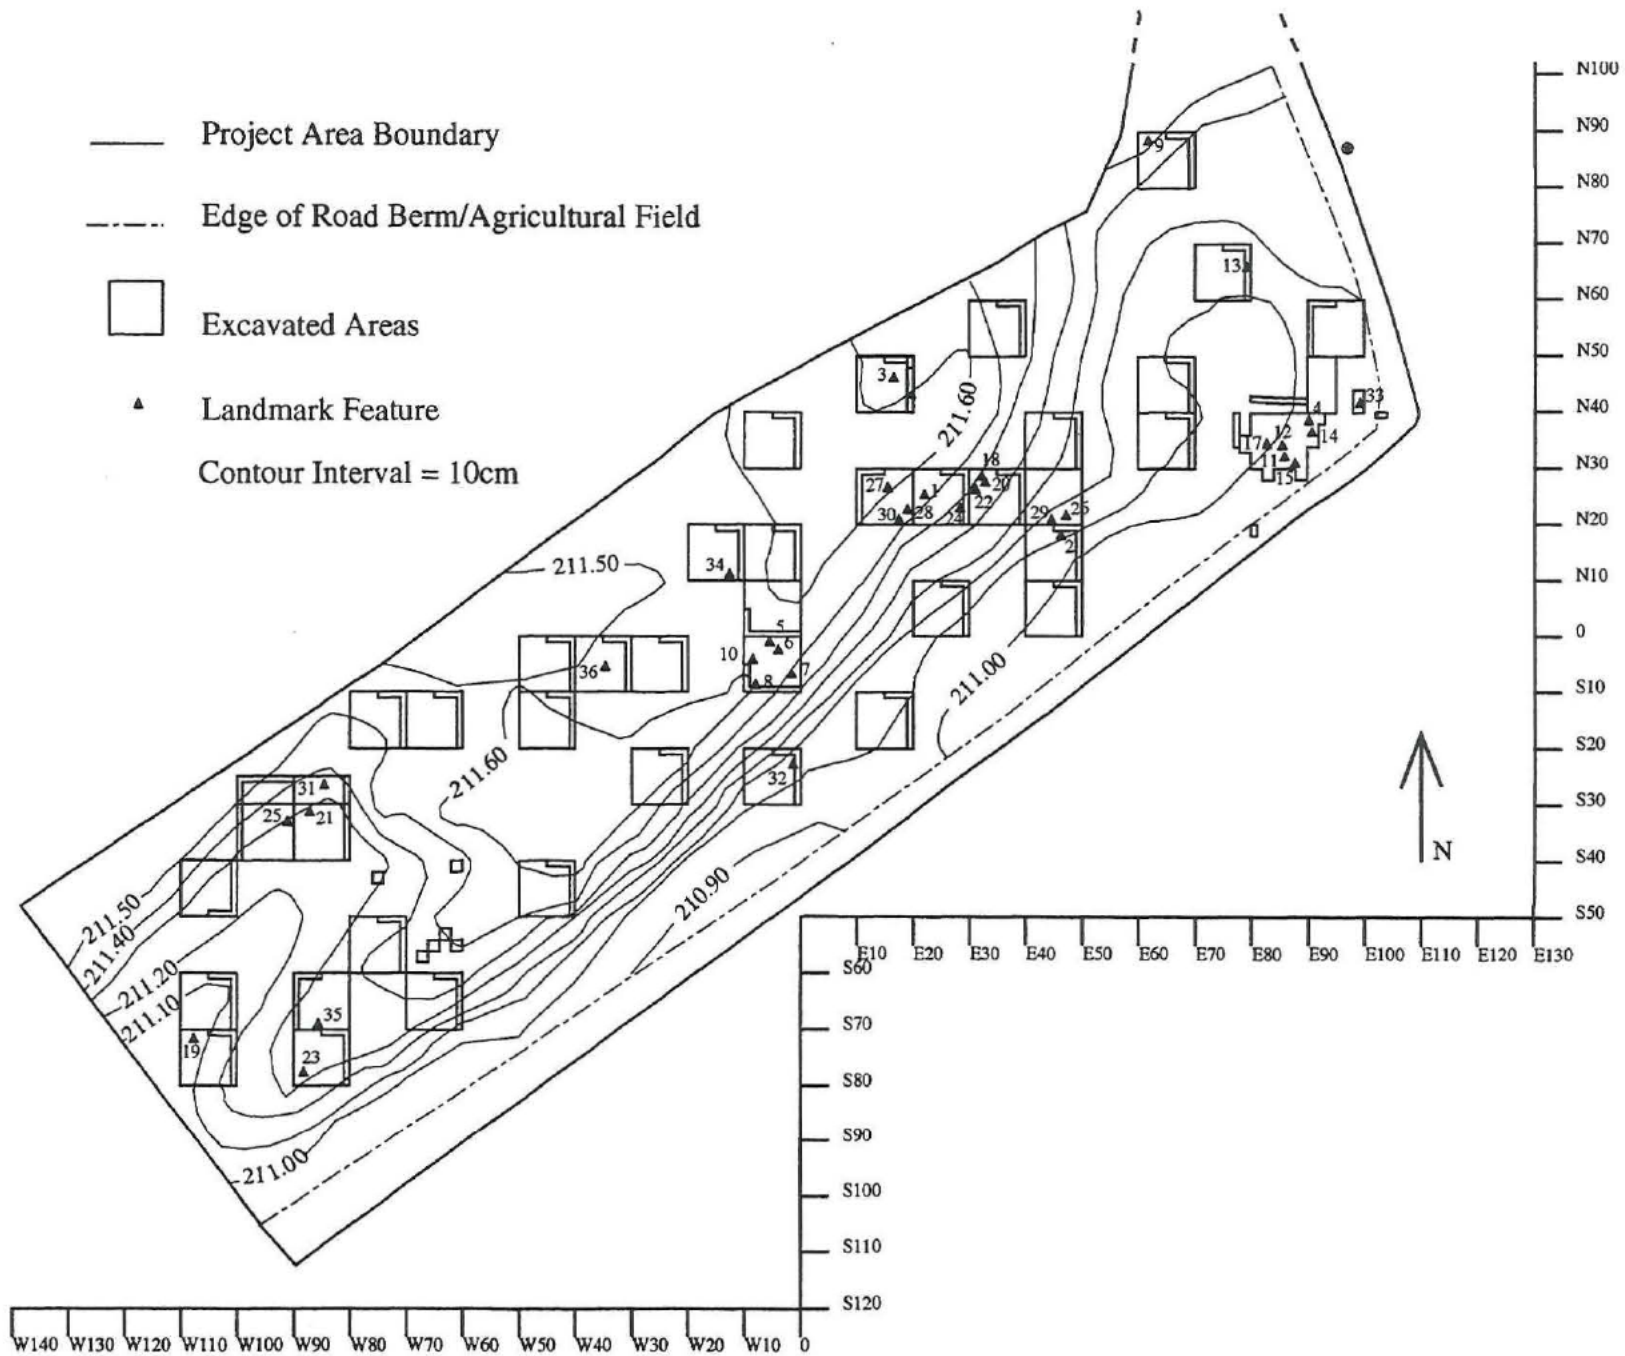 Project Area Boundary
Edge of Road Berm/Agricultural Field
Excavated Areas
Landmark Feature
Contour Interval = 10cm
N100
N90
N80
N70
N60
N50
N40
N30
N20
N10
0
S10
S20
S30
S40
S50
9
13
3
211.60
33
4
14
12
17
11
15
18
27
1
20
22
30
28
24
29
25
2
34
211.50
5
6
10
7
8
36
211.00
211.60
32
31
25
21
N
210.90
211.50
211.40
211.20
211.10
35
19
23
211.00
E10 E20 E30 E40 E50 E60 E70 E80 E90 E100 E110 E120 E130
S60
S70
S80
S90
S100
S110
S120
W140 W130 W120 W110 W100 W90 W80 W70 W60 W50 W40 W30 W20 W10 0